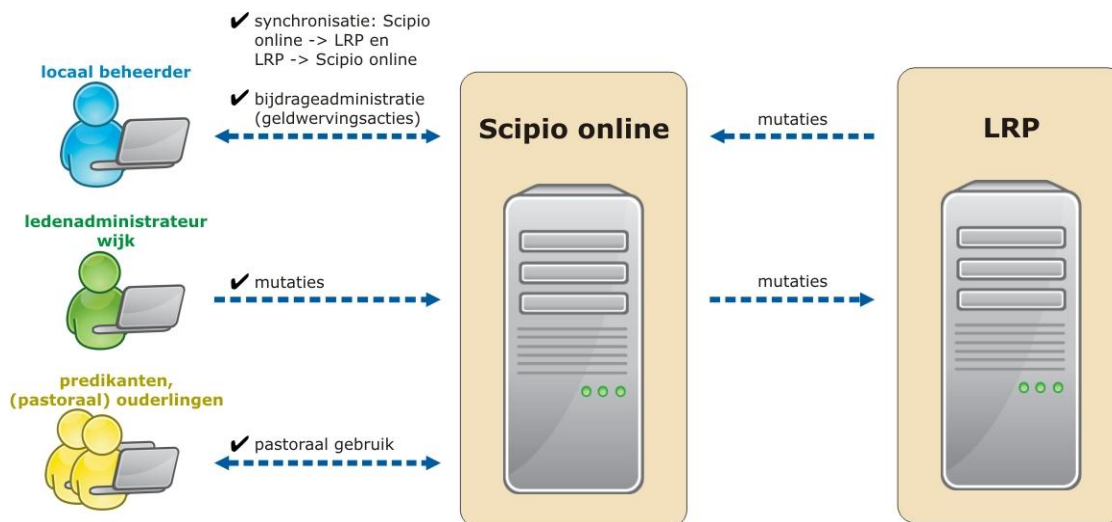 ✔ synchronisatie: Scipio
online -> LRP en
LRP -> Scipio online
locaal beheerder
✔ bijdrageadministratie
(geldwervingsacties)
Scipio online
mutaties
LRP
ledenadministrateur
wijk
✔ mutaties
mutaties
predikanten,
(pastoraal) ouderlingen
✔ pastoraal gebruik